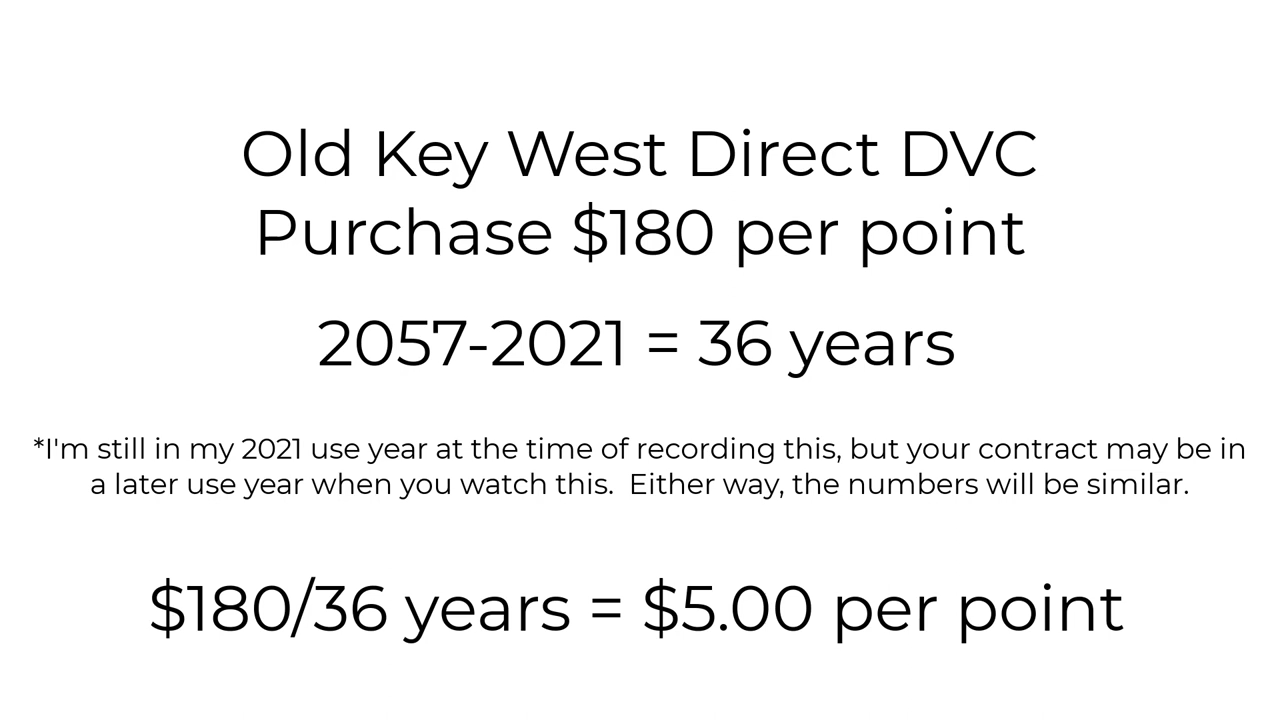 Old Key West Direct DVC
Purchase $180 per point
2057-2021 = 36 years
*I'm still in my 2021 use year at the time of recording this, but your contract may be in
a later use year when you watch this.  Either way, the numbers will be similar.
$180/36 years = $5.00 per point